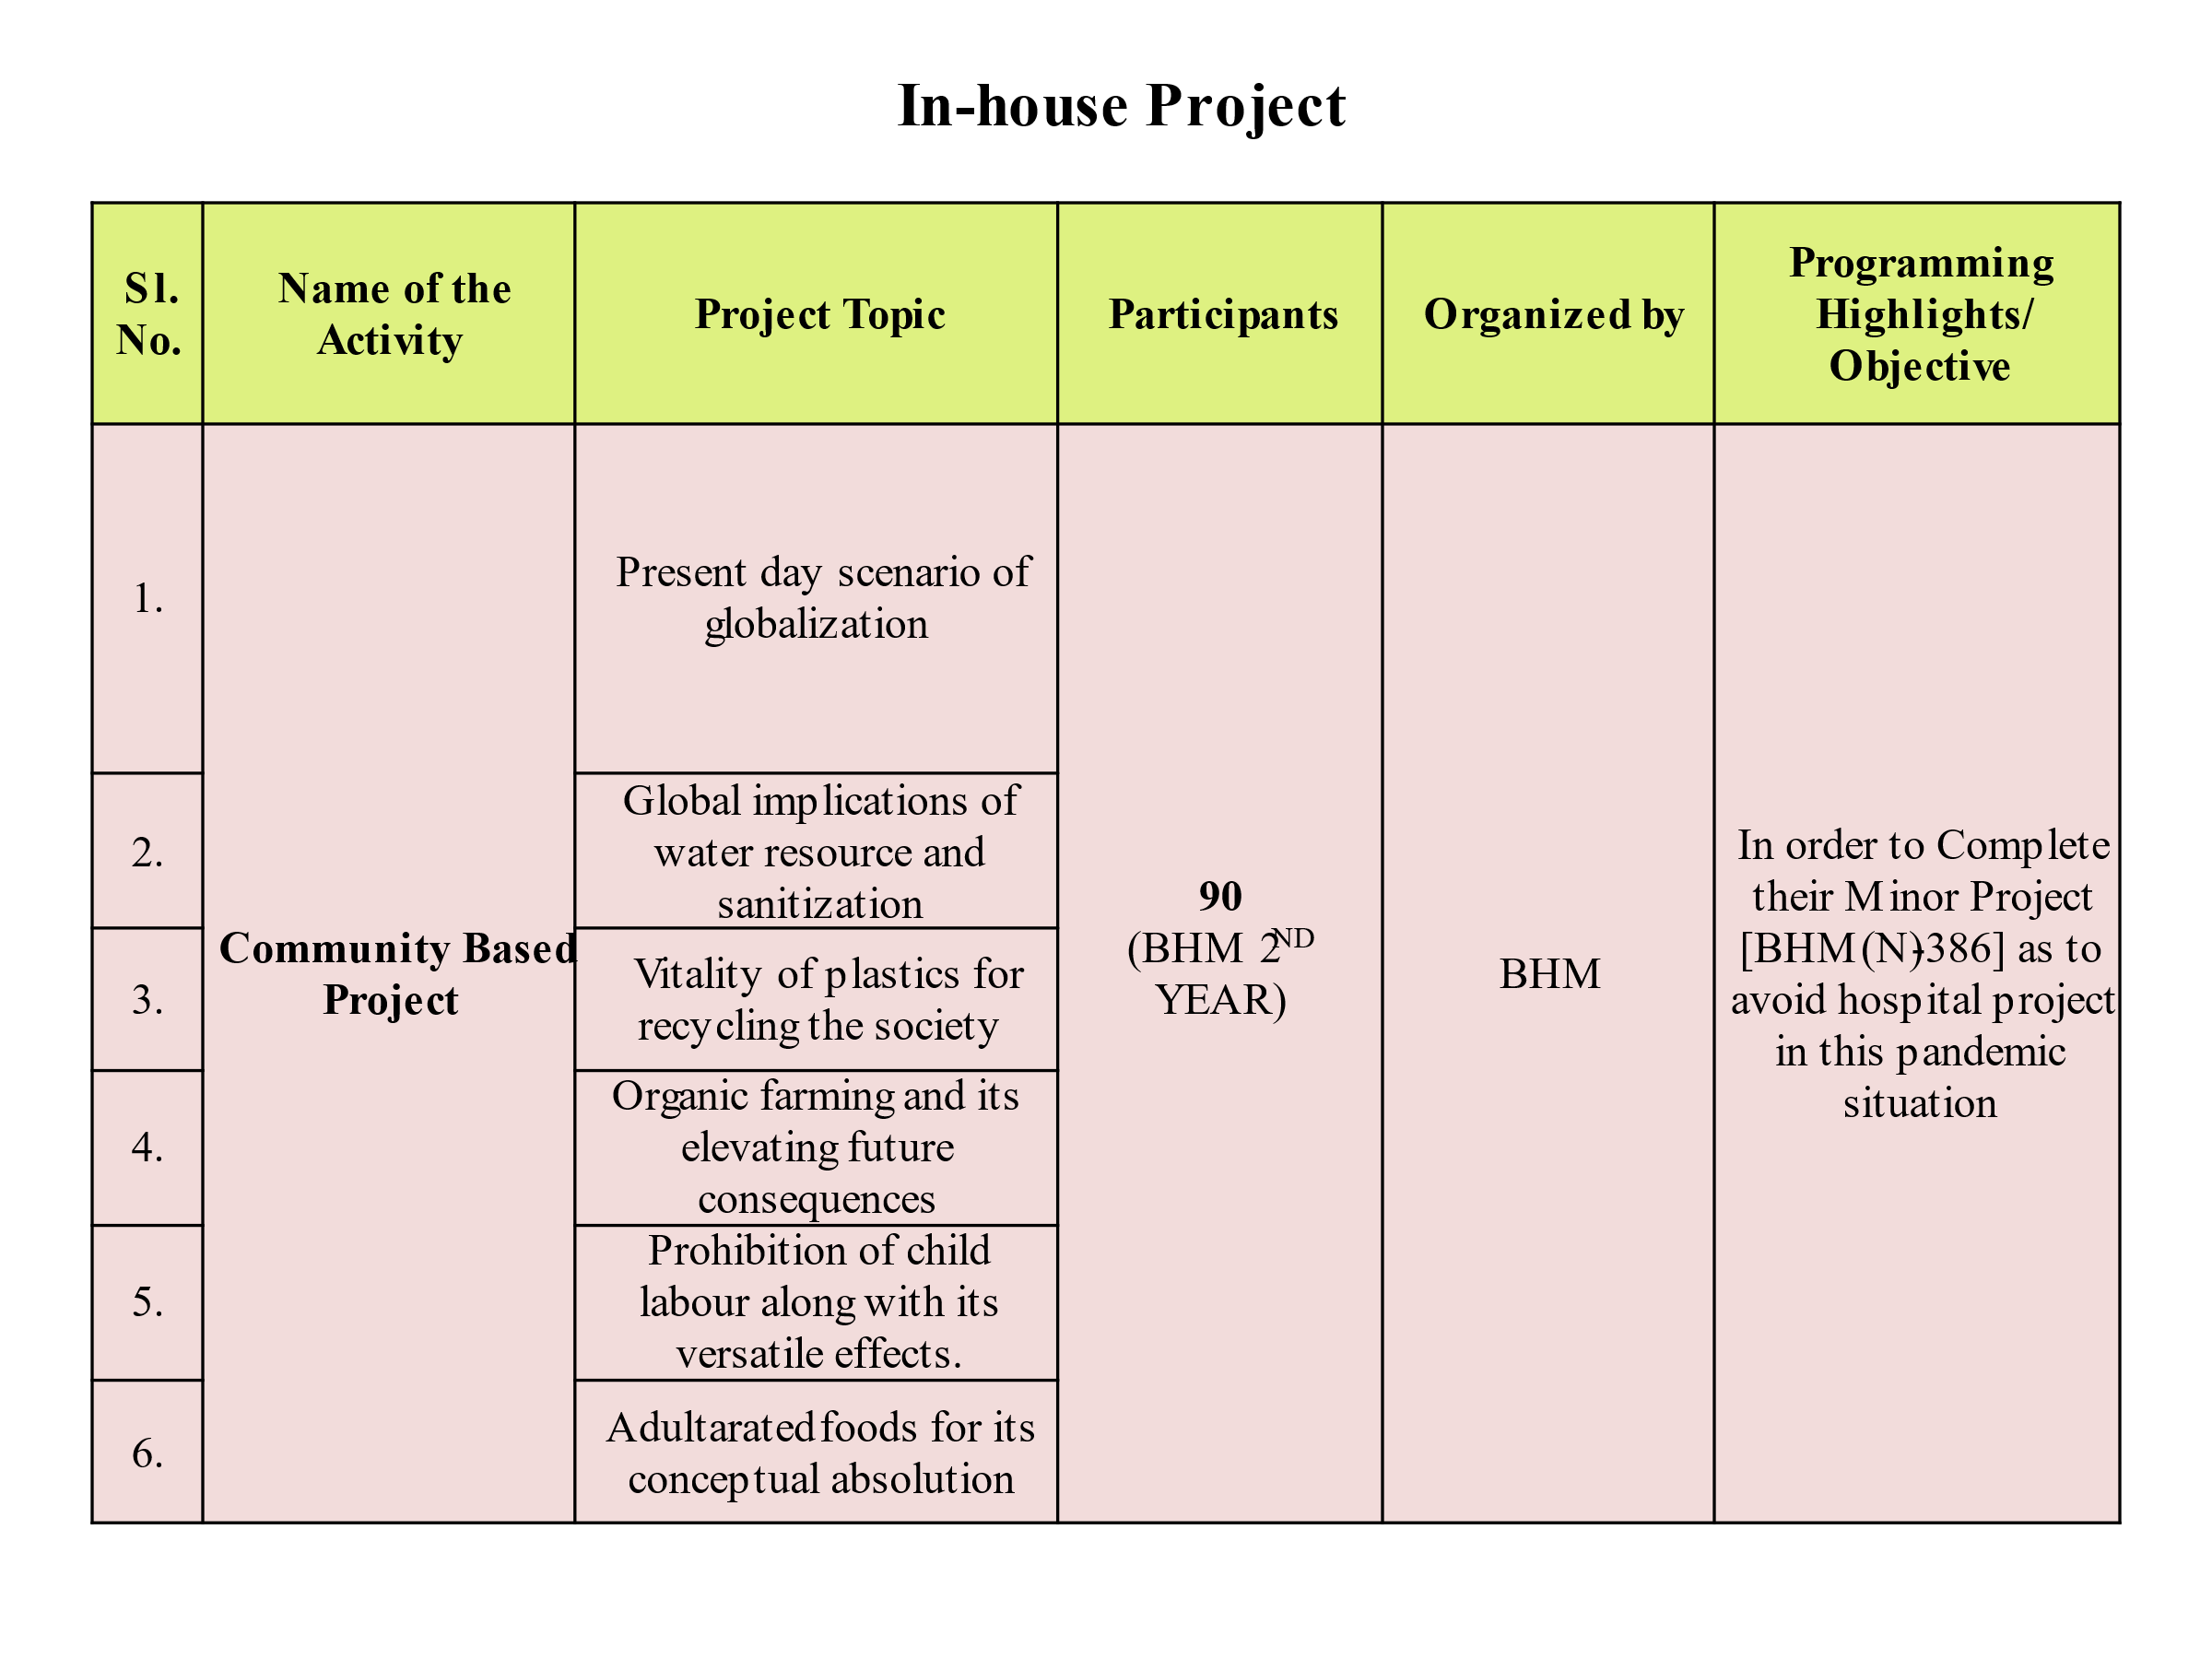 In-house Project
Sl.
No.
Name of the
Activity
Project Topic
Participants
Organized by
Programming
Highlights/
Objective
1.
Community Based
Project
Present day scenario of
globalization
90
(BHM 2ND
YEAR)
BHM
In order to Complete
their Minor Project
[BHM(N)-386] as to
avoid hospital project
in this pandemic
situation
2.
Global implications of
water resource and
sanitization
3.
Vitality of plastics for
recycling the society
4.
Organic farming and its
elevating future
consequences
5.
Prohibition of child
labour along with its
versatile effects.
6.
Adultarated foods for its
conceptual absolution